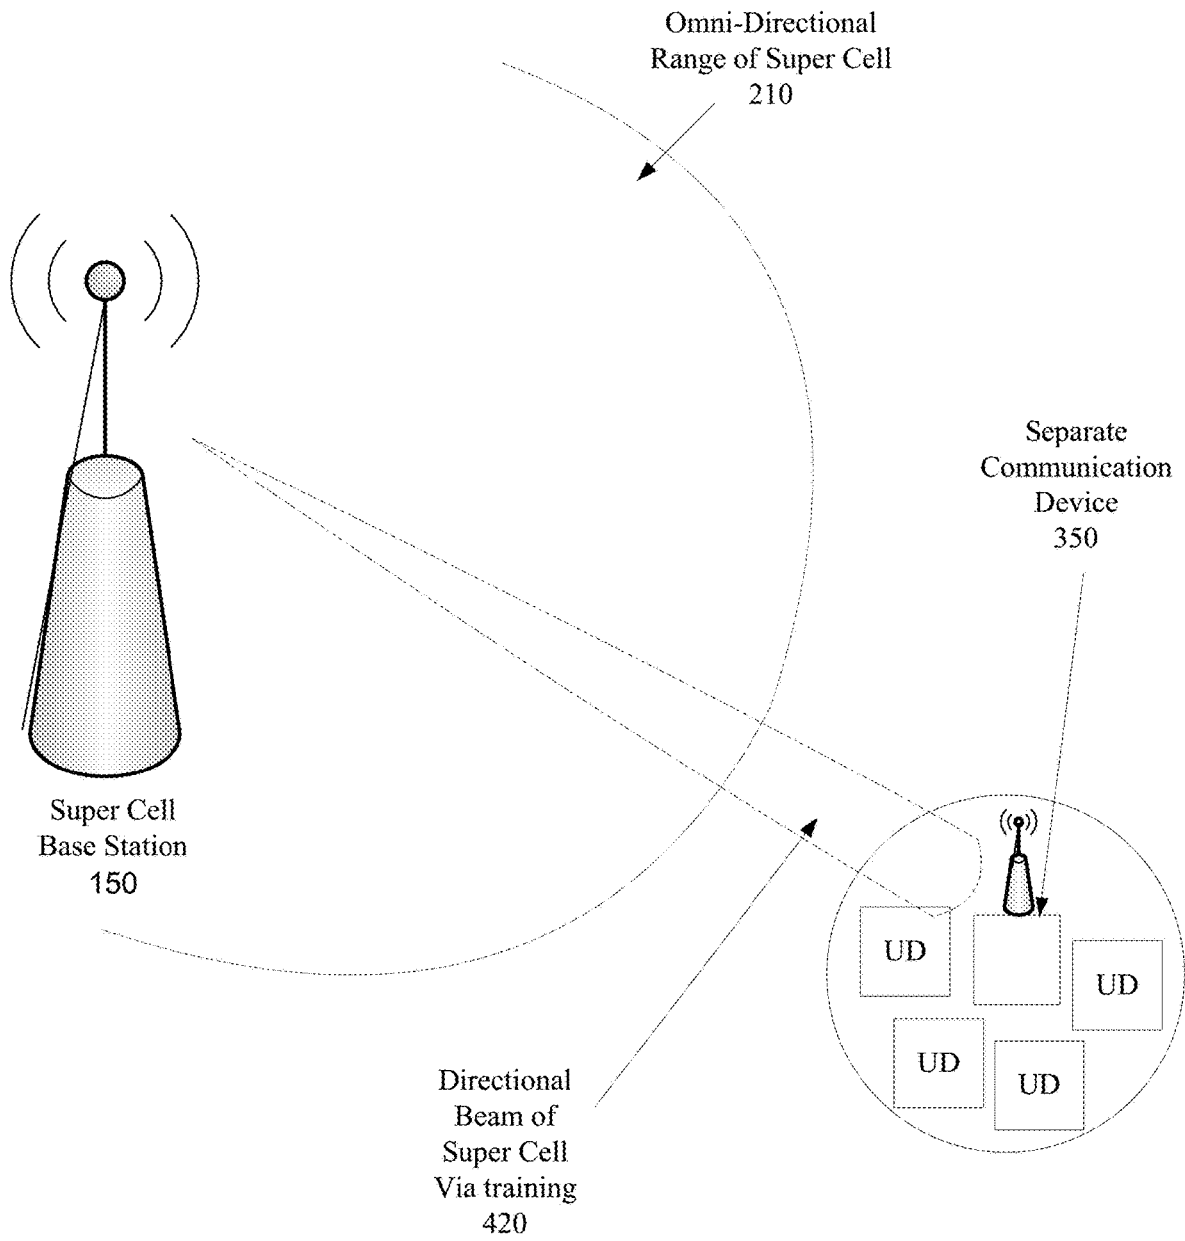 Omni-Directional
Range of Super Cell
210
Separate
Communication
Device
350
Super Cell
Base Station
150
UD
UD
UD
UD
Directional
Beam of
Super Cell
Via training
420